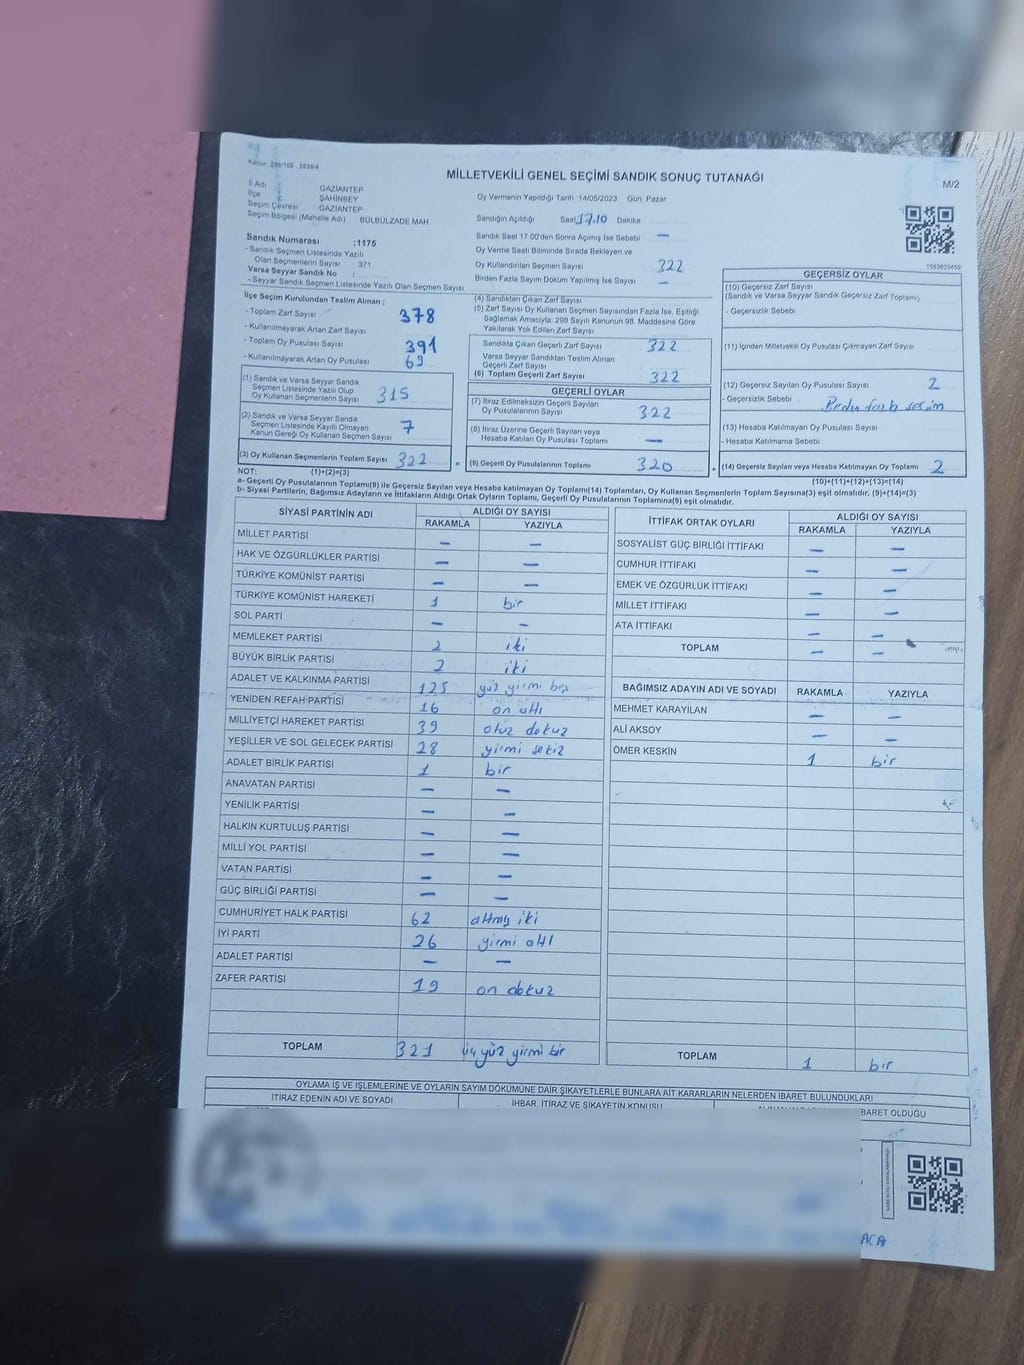 Kanun: 298/108 , 2839/4
MİLLETVEKİLİ GENEL SEÇİMİ SANDIK SONUÇ TUTANAĞI
M/2
İl Adı : GAZİANTEP
İlçe : ŞAHİNBEY
Seçim Çevresi : GAZİANTEP
Seçim Bölgesi (Mahalle Adı) : BÜLBÜLZADE MAH.
Oy Vermenin Yapıldığı Tarih :14/05/2023 Gün :Pazar
Sandığın Açıldığı Saat 17.10 Dakika
Sandık Numarası :1175
- Sandık Seçmen Listesinde Yazılı
Olan Seçmenlerin Sayısı : 371
Varsa Seyyar Sandık No :
- Seyyar Sandık Seçmen Listesinde Yazılı Olan Seçmen Sayısı
Sandık Saat 17:00'den Sonra Açımış İse Sebebi —
Oy Verme Saati Bitiminde Sırada Bekleyen ve
Oy Kullandırılan Seçmen Sayısı 322
Birden Fazla Sayım Döküm Yapılmış İse Sayısı —
1063633459
İlçe Seçim Kurulundan Teslim Alınan ;
- Toplam Zarf Sayısı 378
- Kullanılmayarak Artan Zarf Sayısı
- Toplam Oy Pusulası Sayısı 391
- Kullanılmayarak Artan Oy Pusulası 69
(1) Sandık ve Varsa Seyyar Sandık
Seçmen Listesinde Yazılı Olup
Oy Kullanan Seçmenlerin Sayısı 315
(2) Sandık ve Varsa Seyyar Sandık
Seçmen Listesinde Kayıtlı Olmayan
Kanun Gereği Oy Kullanan Seçmen Sayısı 7
(3) Oy Kullanan Seçmenlerin Toplam Sayısı 322
(1)+(2)=(3)
(4) Sandıktan Çıkan Zarf Sayısı
(5) Zarf Sayısı Oy Kullanan Seçmen Sayısından Fazla İse, Eşitliği
Sağlamak Amacıyla, 298 Sayılı Kanunun 98. Maddesine Göre
Yakılarak Yok Edilen Zarf Sayısı
Sandıkta Çıkan Geçerli Zarf Sayısı 322
Varsa Seyyar Sandıktan Teslim Alınan
Geçerli Zarf Sayısı
(6) Toplam Geçerli Zarf Sayısı 322
GEÇERLİ OYLAR
(7) İtiraz Edilmeksizin Geçerli Sayılan
Oy Pusulalarının Sayısı 322
(8) İtiraz Üzerine Geçerli Sayılan veya
Hesaba Katılan Oy Pusulası Toplamı —
= (9) Geçerli Oy Pusulalarının Toplamı 320
GEÇERSİZ OYLAR
(10) Geçersiz Zarf Sayısı
(Sandık ve Varsa Seyyar Sandık Geçersiz Zarf Toplamı)
- Geçersizlik Sebebi
(11) İçinden Milletvekili Oy Pusulası Çıkmayan Zarf Sayısı
(12) Geçersiz Sayılan Oy Pusulası Sayısı 2
- Geçersizlik Sebebi seçim
(13) Hesaba Katılmayan Oy Pusulası Sayısı
- Hesaba Katılmama Sebebi
+ (14) Geçersiz Sayılan veya Hesaba Katılmayan Oy Toplamı 2
(10)+(11)+(12)+(13)=(14)
NOT:
a- Geçerli Oy Pusulalarının Toplamı(9) ile Geçersiz Sayılan veya Hesaba Katılmayan Oy Toplamı(14) Toplamları, Oy Kullanan Seçmenlerin Toplam Sayısına(3) eşit olmalıdır. (9)+(14)=(3)
b- Siyasi Partilerin, Bağımsız Adayların ve İttifakların Aldığı Ortak Oyların Toplamı, Geçerli Oy Pusulalarının Toplamına(9) eşit olmalıdır.
SİYASİ PARTİNİN ADI ALDIĞI OY SAYISI
RAKAMLA YAZIYLA
MİLLET PARTİSİ — —
HAK VE ÖZGÜRLÜKLER PARTİSİ — —
TÜRKİYE KOMÜNİST PARTİSİ — —
TÜRKİYE KOMÜNİST HAREKETİ 1 bir
SOL PARTİ — —
MEMLEKET PARTİSİ 2 iki
BÜYÜK BİRLİK PARTİSİ 2 iki
ADALET VE KALKINMA PARTİSİ 125 yüz yirmi beş
YENİDEN REFAH PARTİSİ 16 on altı
MİLLİYETÇİ HAREKET PARTİSİ 39 otuz dokuz
YEŞİLLER VE SOL GELECEK PARTİSİ 28 yirmi sekiz
ADALET BİRLİK PARTİSİ 1 bir
ANAVATAN PARTİSİ — —
YENİLİK PARTİSİ — —
HALKIN KURTULUŞ PARTİSİ — —
MİLLİ YOL PARTİSİ — —
VATAN PARTİSİ — —
GÜÇ BİRLİĞİ PARTİSİ — —
CUMHURİYET HALK PARTİSİ 62 altmış iki
İYİ PARTİ 26 yirmi altı
ADALET PARTİSİ — —
ZAFER PARTİSİ 19 on dokuz
TOPLAM 321 üç yüz yirmi bir
İTTİFAK ORTAK OYLARI ALDIĞI OY SAYISI
RAKAMLA YAZIYLA
SOSYALİST GÜÇ BİRLİĞİ İTTİFAKI — —
CUMHUR İTTİFAKI — —
EMEK VE ÖZGÜRLÜK İTTİFAKI — —
MİLLET İTTİFAKI — —
ATA İTTİFAKI — —
TOPLAM — —
BAĞIMSIZ ADAYIN ADI VE SOYADI RAKAMLA YAZIYLA
MEHMET KARAYILAN — —
ALİ AKSOY — —
ÖMER KESKİN 1 bir
TOPLAM 1 bir
OYLAMA İŞ VE İŞLEMLERİNE VE OYLARIN SAYIM DÖKÜMÜNE DAİR ŞİKAYETLERLE BUNLARA AİT KARARLARIN NELERDEN İBARET BULUNDUKLARI
İTİRAZ EDENİN ADI VE SOYADI İHBAR, İTİRAZ VE ŞİKAYETİN KONUSU BARET OLDUĞU
ACA